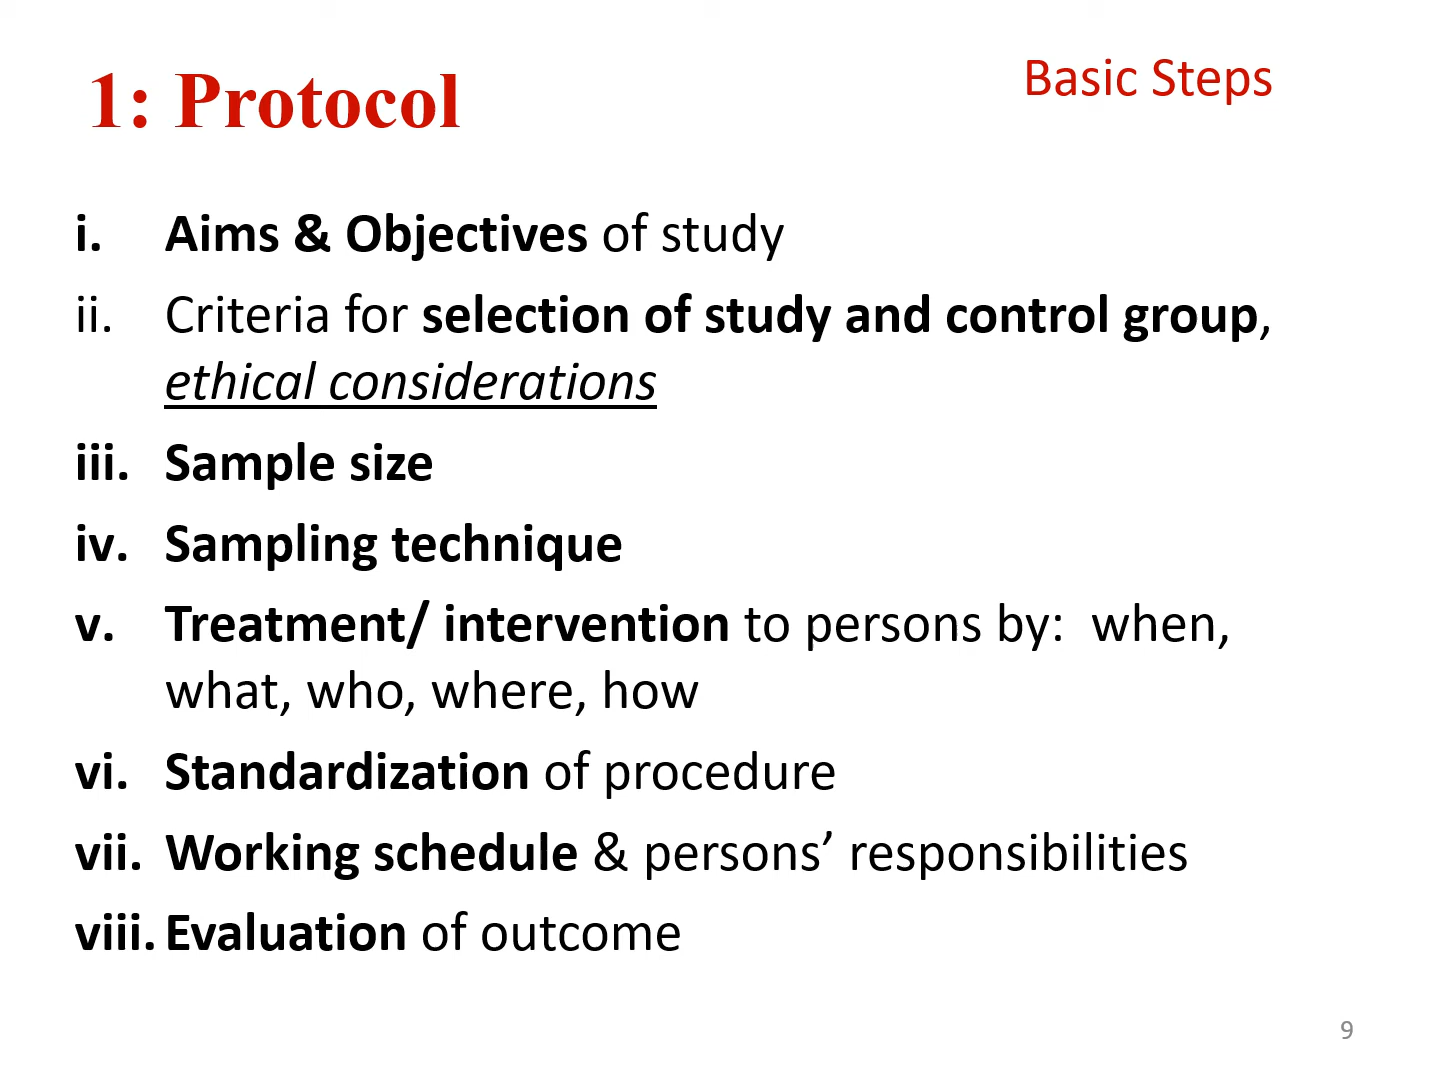 1: Protocol
Basic Steps
i. Aims & Objectives of study
ii. Criteria for selection of study and control group,
ethical considerations
iii. Sample size
iv. Sampling technique
v. Treatment/ intervention to persons by:  when,
what, who, where, how
vi. Standardization of procedure
vii. Working schedule & persons’ responsibilities
viii. Evaluation of outcome
9